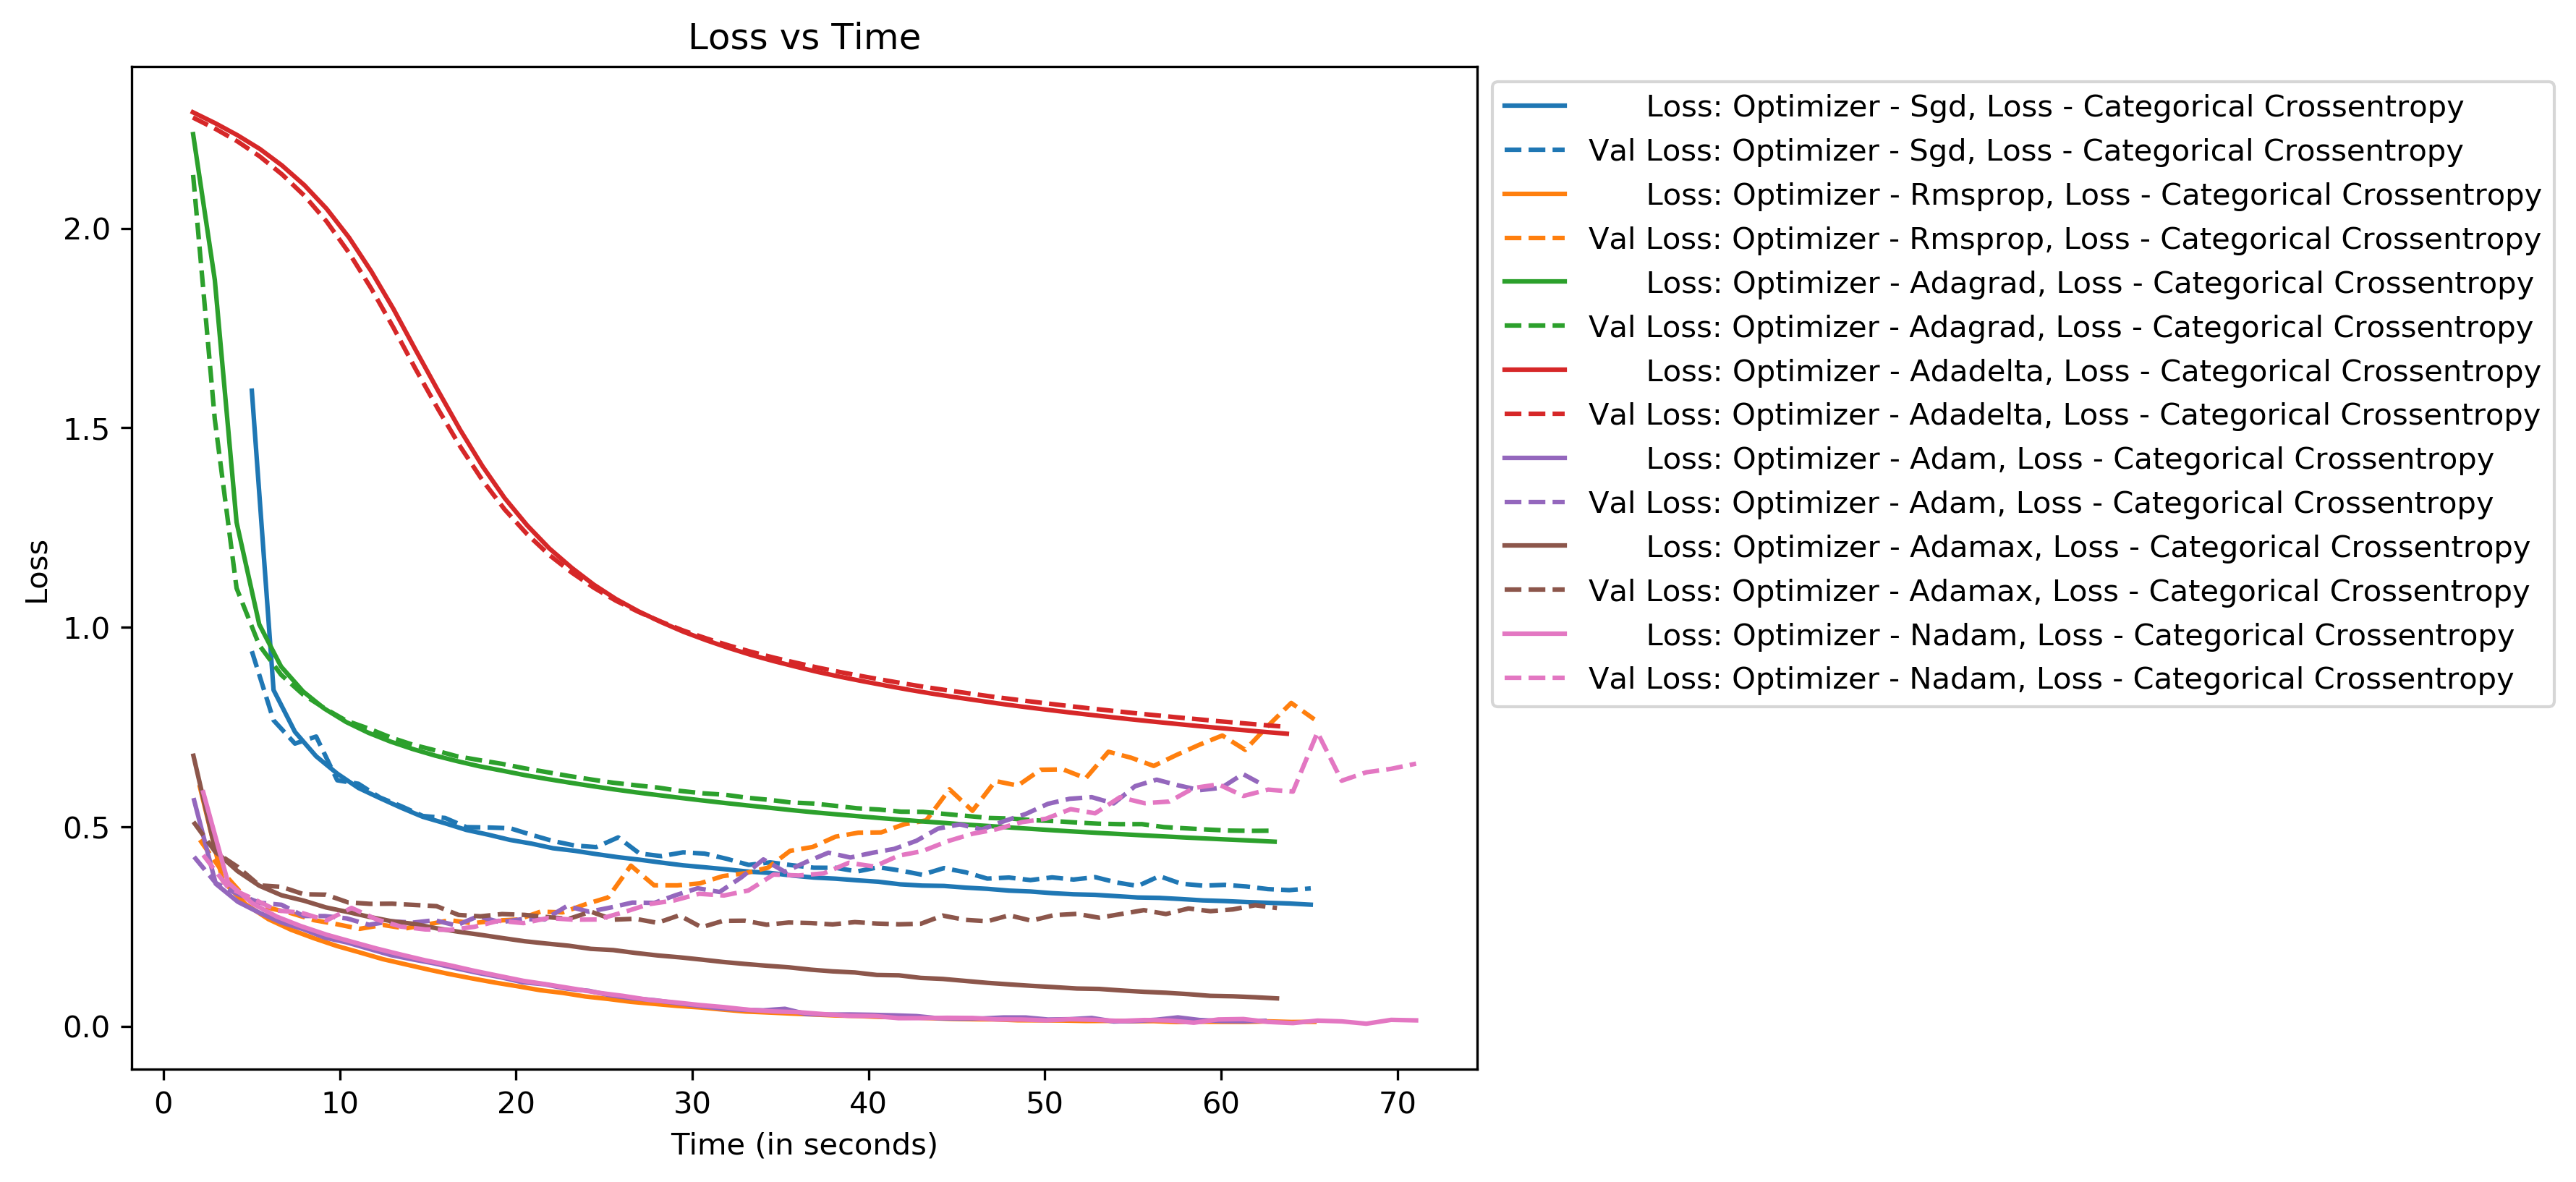 Loss vs Time
Loss: Optimizer - Sgd, Loss - Categorical Crossentropy
Val Loss: Optimizer - Sgd, Loss - Categorical Crossentropy
Loss: Optimizer - Rmsprop, Loss - Categorical Crossentropy
Val Loss: Optimizer - Rmsprop, Loss - Categorical Crossentropy
Loss: Optimizer - Adagrad, Loss - Categorical Crossentropy
Val Loss: Optimizer - Adagrad, Loss - Categorical Crossentropy
Loss: Optimizer - Adadelta, Loss - Categorical Crossentropy
Val Loss: Optimizer - Adadelta, Loss - Categorical Crossentropy
Loss: Optimizer - Adam, Loss - Categorical Crossentropy
Val Loss: Optimizer - Adam, Loss - Categorical Crossentropy
Loss: Optimizer - Adamax, Loss - Categorical Crossentropy
Val Loss: Optimizer - Adamax, Loss - Categorical Crossentropy
Loss: Optimizer - Nadam, Loss - Categorical Crossentropy
Val Loss: Optimizer - Nadam, Loss - Categorical Crossentropy
Loss
2.0
1.5
1.0
0.5
0.0
0 10 20 30 40 50 60 70
Time (in seconds)